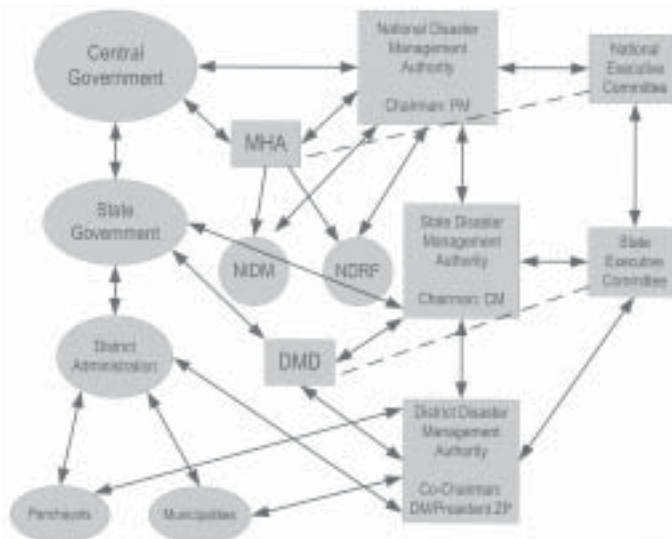 Central
Government
National Disaster
Management
Authority
Chairman: PM
National
Executive
Committee
MHA
State
Government
NIDM
NDRF
State Disaster
Management
Authority
Chairman: CM
State
Executive
Committee
District
Administration
DMD
District Disaster
Management
Authority
Co-Chairman:
DM/President ZP
Panchayats
Municipalities